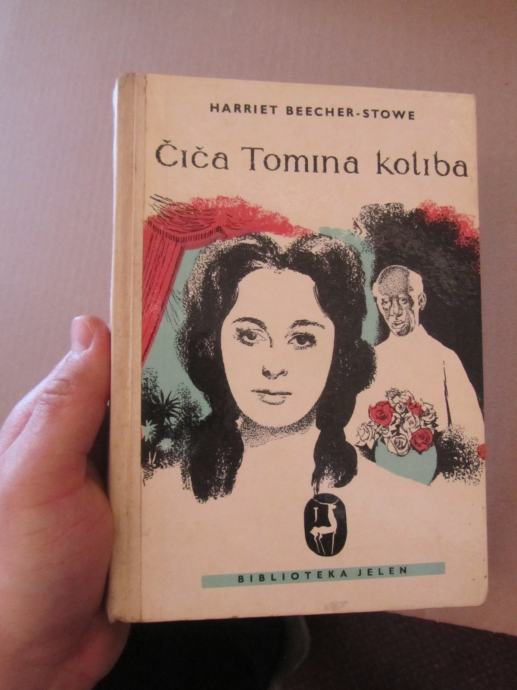 HARRIET BEECHER-STOWE
Čiča Tomina koliba
BIBLIOTEKA JELEN